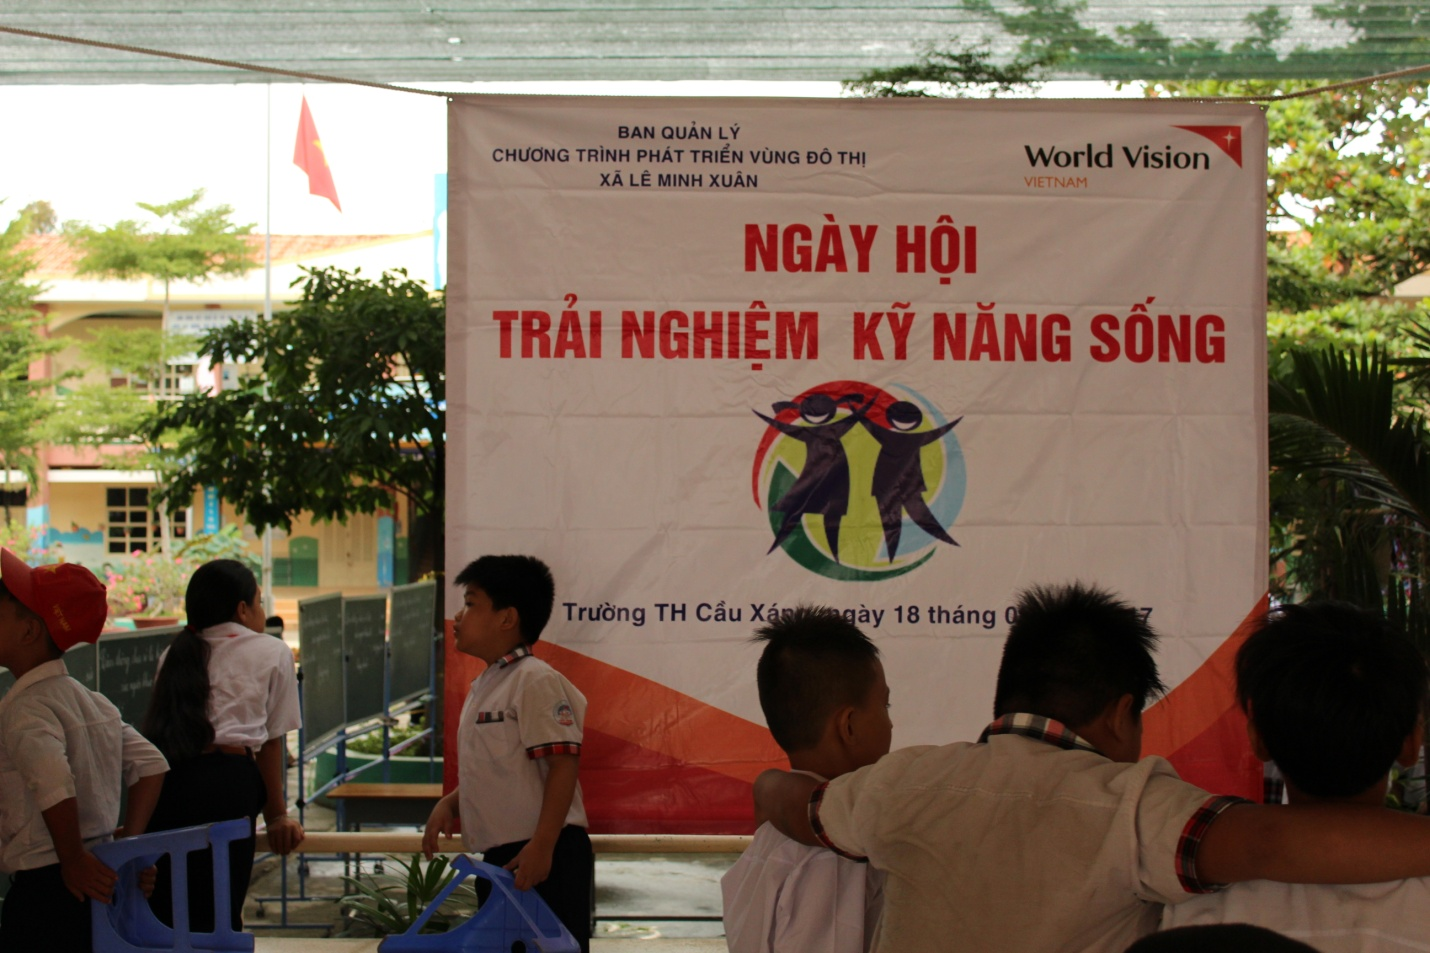 BAN QUẢN LÝ
CHƯƠNG TRÌNH PHÁT TRIỂN VÙNG ĐÔ THỊ
XÃ LÊ MINH XUÂN
World Vision
VIETNAM
NGÀY HỘI
TRẢI NGHIỆM KỸ NĂNG SỐNG
Trường TH Cầu ngày 18 tháng